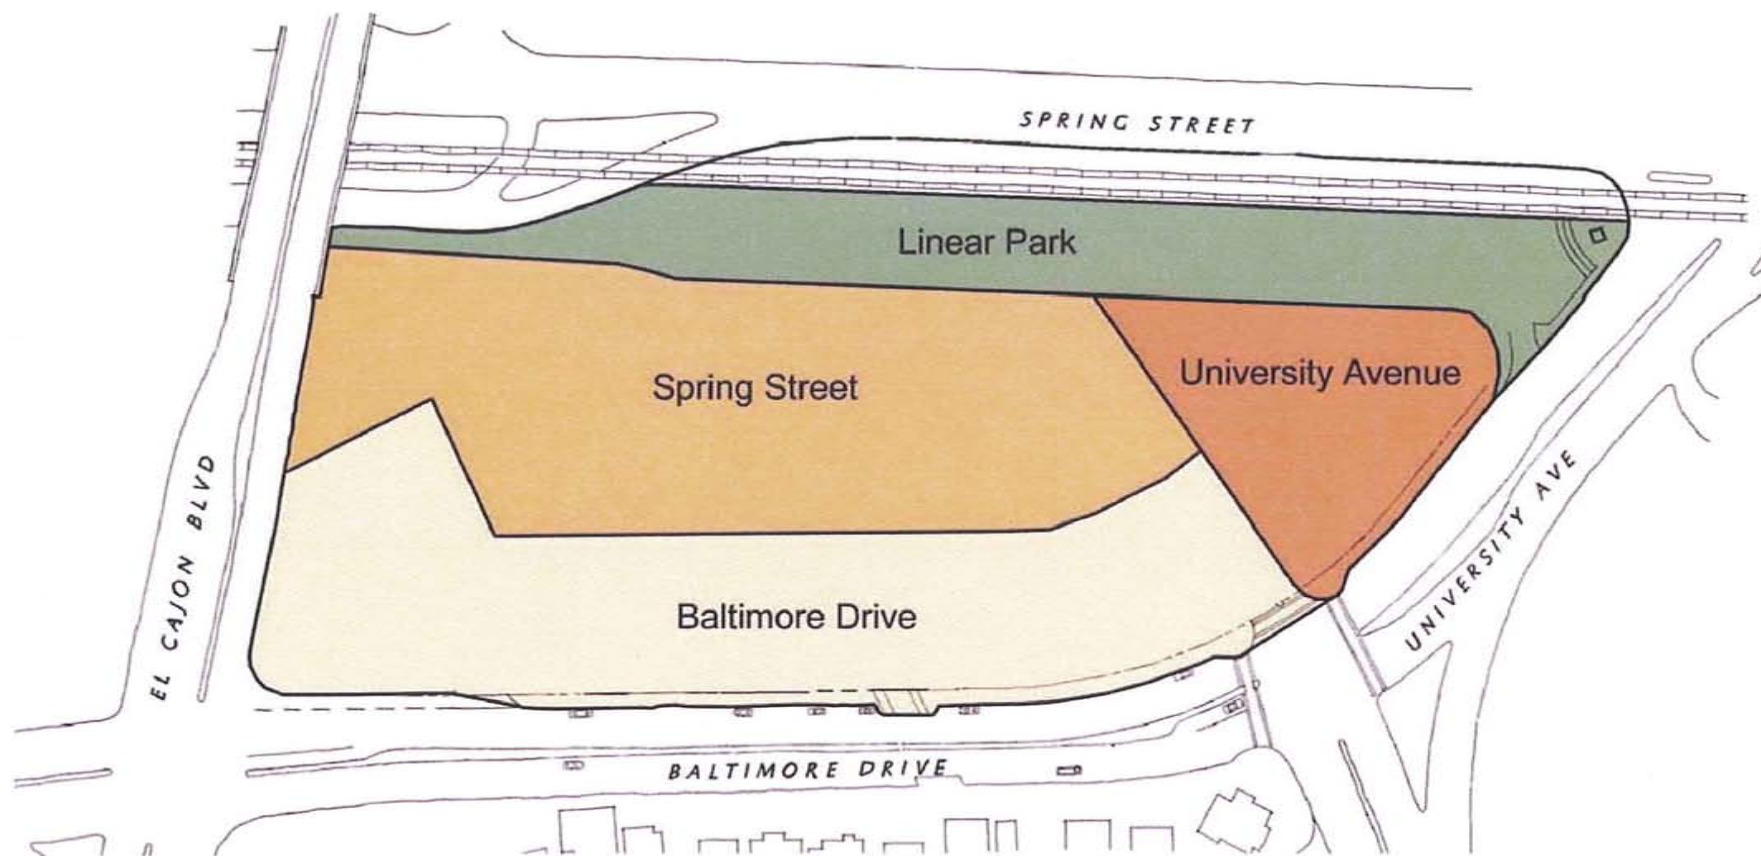 SPRING STREET
Linear Park
University Avenue
Spring Street
EL CAJON BLVD
UNIVERSITY AVE
Baltimore Drive
BALTIMORE DRIVE